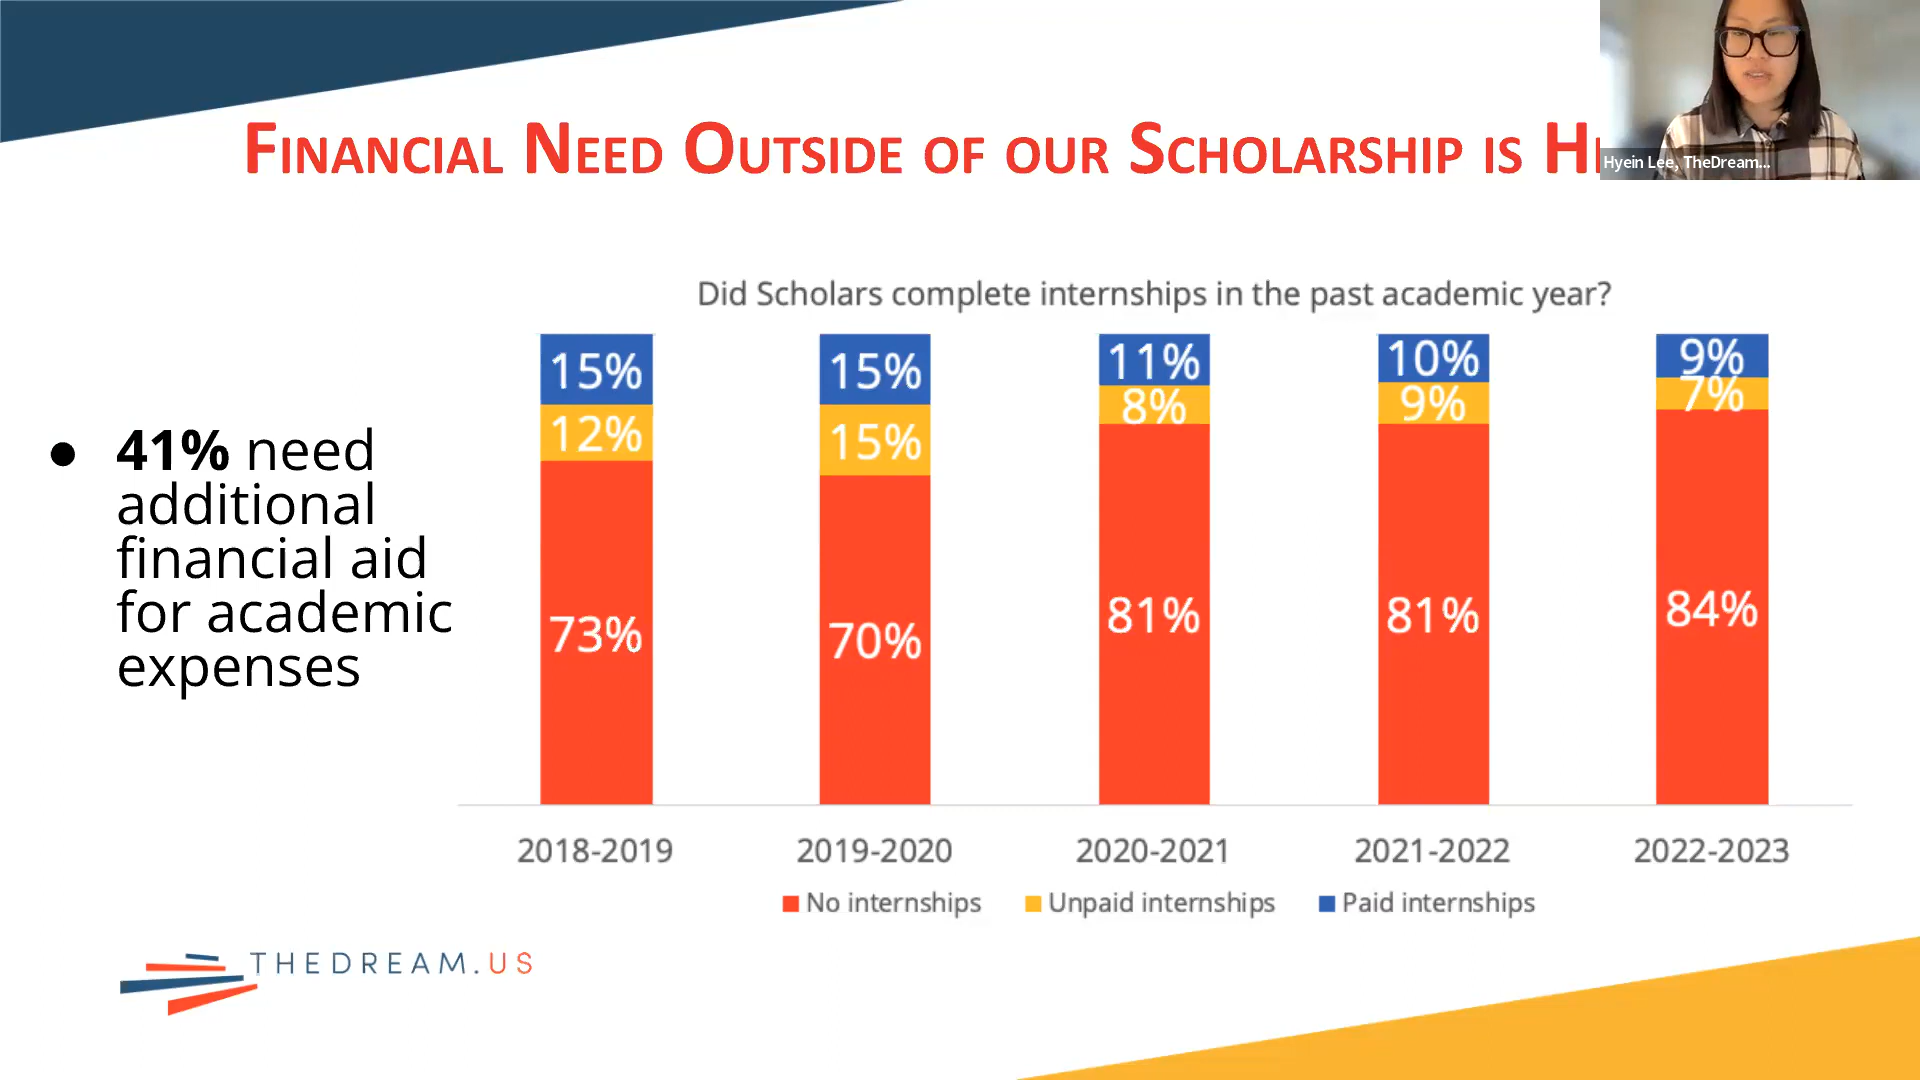 FINANCIAL NEED OUTSIDE OF OUR SCHOLARSHIP IS
Hyein Lee, TheDream...
Did Scholars complete internships in the past academic year?
15% 15% 11% 10% 9%
12% 15% 8% 9% 7%
73% 70% 81% 81% 84%
● 41% need
additional
financial aid
for academic
expenses
2018-2019 2019-2020 2020-2021 2021-2022 2022-2023
No internships Unpaid internships Paid internships
THEDREAM.US